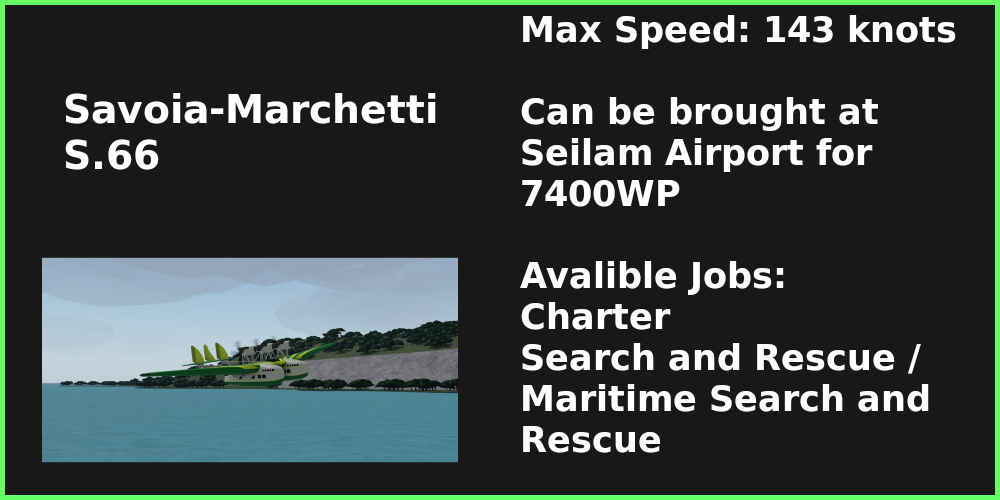 Savoia-Marchetti
S.66
Max Speed: 143 knots
Can be brought at
Seilam Airport for
7400WP
Avalible Jobs:
Charter
Search and Rescue /
Maritime Search and
Rescue